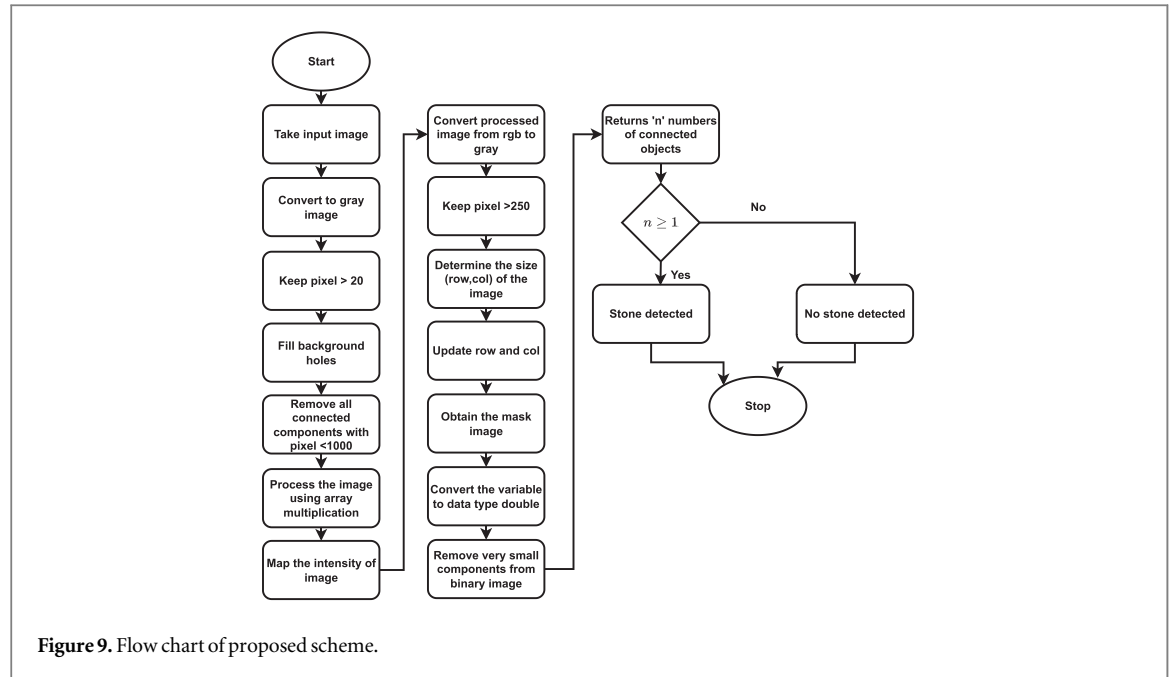 Start
Take input image
Convert to gray
image
Keep pixel > 20
Fill background
holes
Remove all
connected
components with
pixel <1000
Process the image
using array
multiplication
Map the intensity of
image
Convert processed
image from rgb to
gray
Keep pixel >250
Determine the size
(row,col) of the
image
Update row and col
Obtain the mask
image
Convert the variable
to data type double
Remove very small
components from
binary image
Returns 'n' numbers
of connected
objects
n ≥ 1
No
Yes
Stone detected
No stone detected
Stop
Figure 9. Flow chart of proposed scheme.